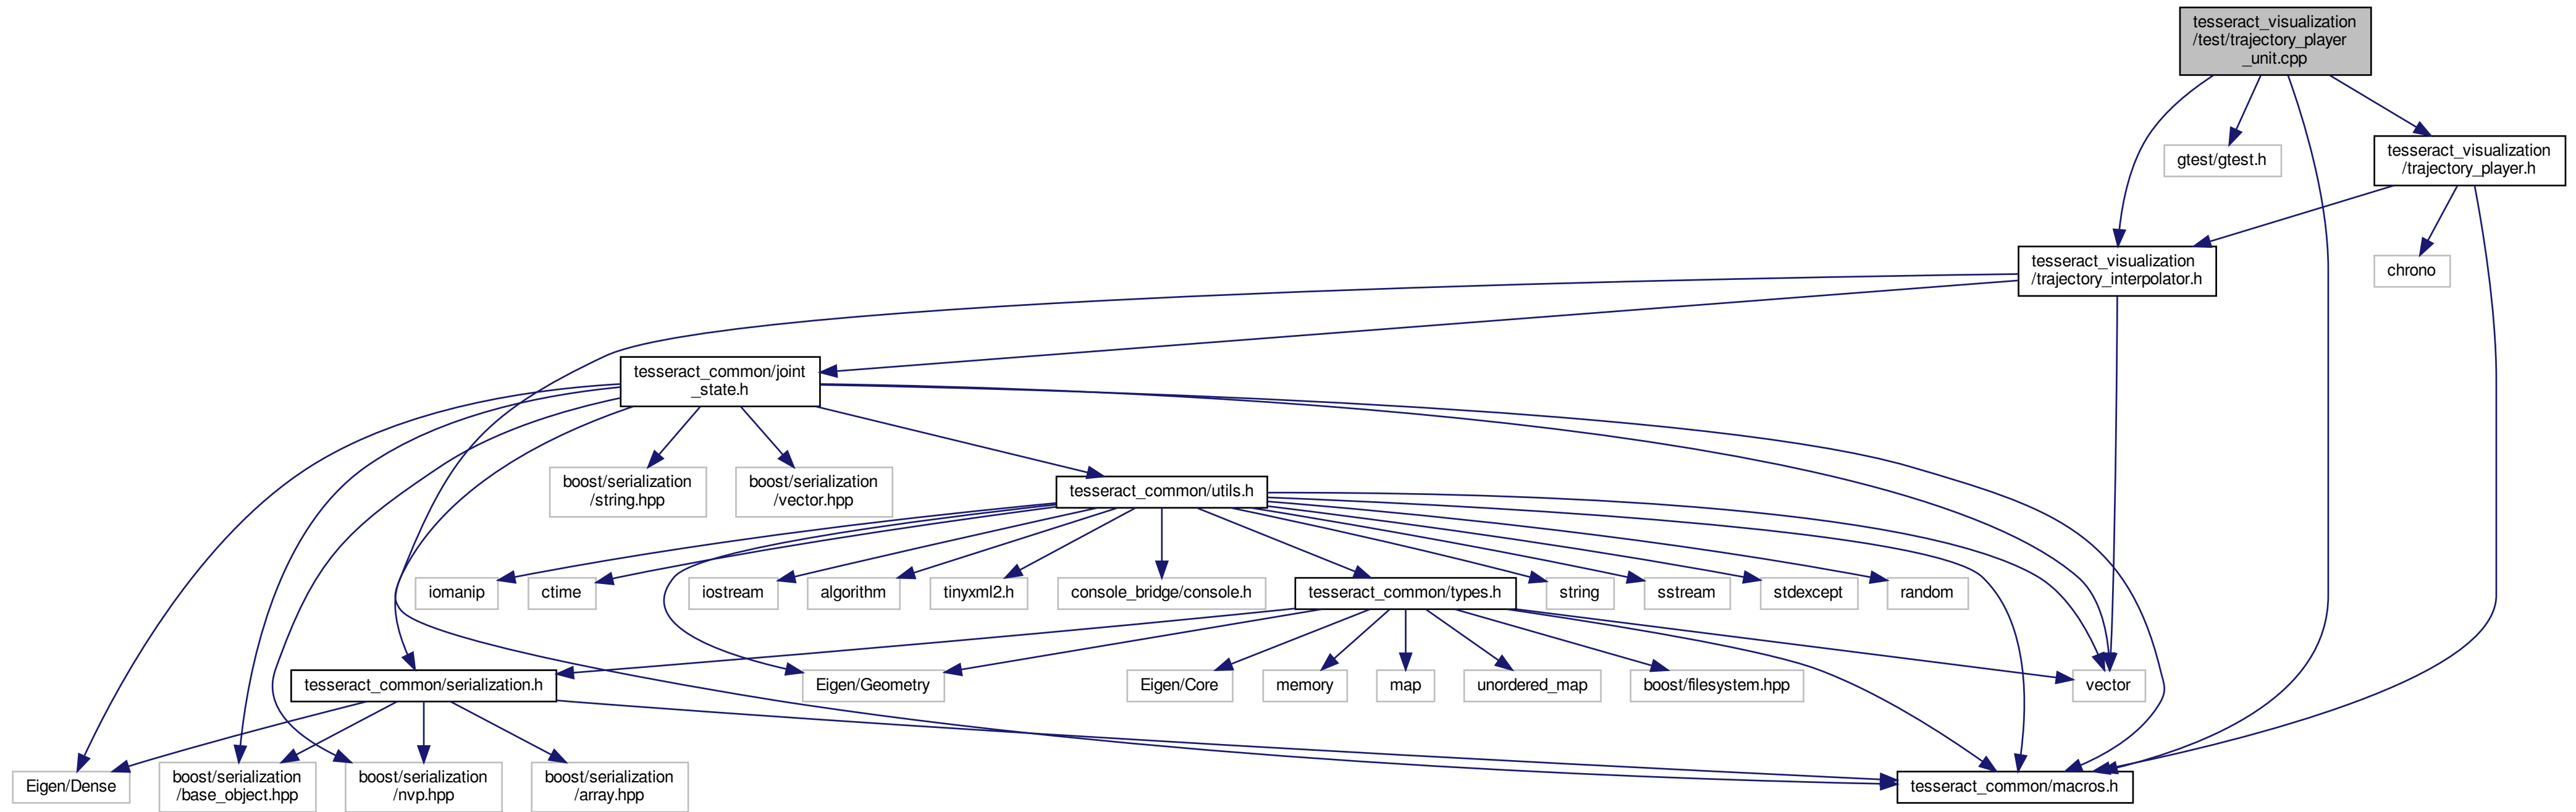 tesseract_visualization
/test/trajectory_player
_unit.cpp
gtest/gtest.h
tesseract_visualization
/trajectory_player.h
tesseract_visualization
/trajectory_interpolator.h
chrono
tesseract_common/joint
_state.h
boost/serialization
/string.hpp
boost/serialization
/vector.hpp
tesseract_common/utils.h
iomanip
ctime
iostream
algorithm
tinyxml2.h
console_bridge/console.h
tesseract_common/types.h
string
sstream
stdexcept
random
tesseract_common/serialization.h
Eigen/Geometry
Eigen/Core
memory
map
unordered_map
boost/filesystem.hpp
vector
Eigen/Dense
boost/serialization
/base_object.hpp
boost/serialization
/nvp.hpp
boost/serialization
/array.hpp
tesseract_common/macros.h